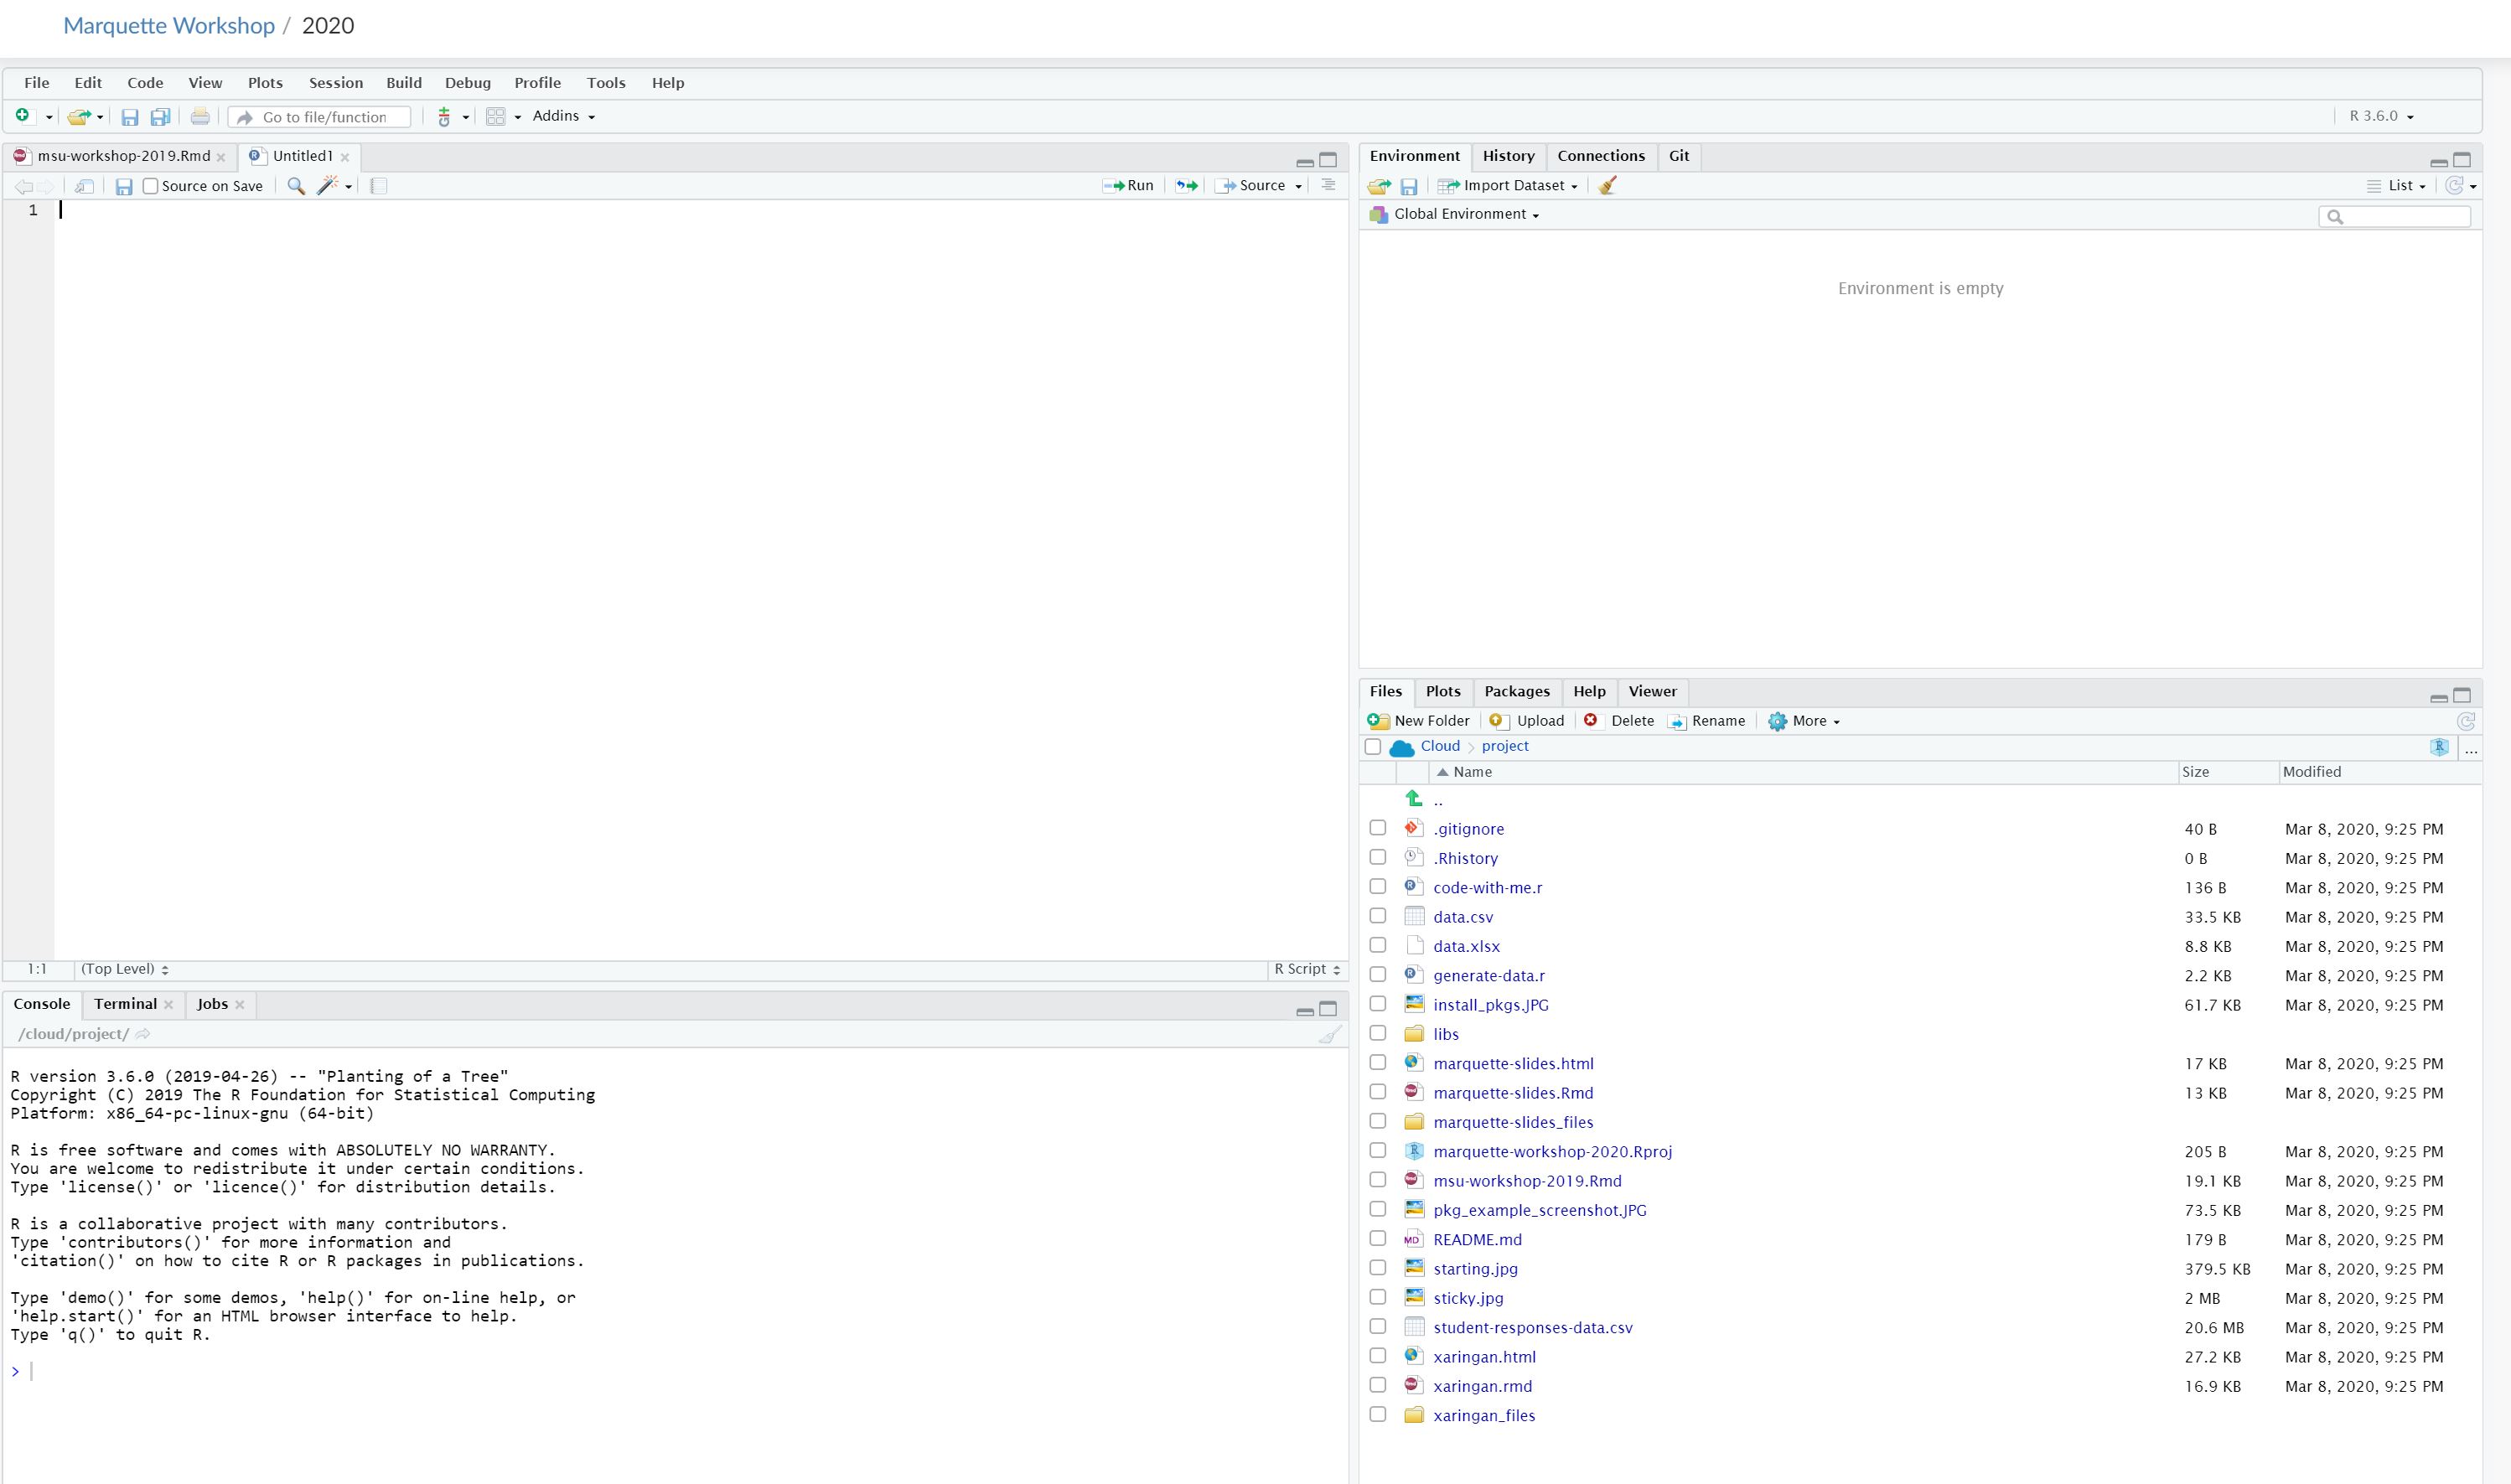 Marquette Workshop / 2020
File Edit Code View Plots Session Build Debug Profile Tools Help
Go to file/function Addins R 3.6.0
msu-workshop-2019.Rmd Untitled1
Source on Save Run Source
1
1:1 (Top Level) R Script
Console Terminal Jobs
/cloud/project/
R version 3.6.0 (2019-04-26) -- "Planting of a Tree"
Copyright (C) 2019 The R Foundation for Statistical Computing
Platform: x86_64-pc-linux-gnu (64-bit)
R is free software and comes with ABSOLUTELY NO WARRANTY.
You are welcome to redistribute it under certain conditions.
Type 'license()' or 'licence()' for distribution details.
R is a collaborative project with many contributors.
Type 'contributors()' for more information and
'citation()' on how to cite R or R packages in publications.
Type 'demo()' for some demos, 'help()' for on-line help, or
'help.start()' for an HTML browser interface to help.
Type 'q()' to quit R.
>
Environment History Connections Git
Import Dataset List
Global Environment
Environment is empty
Files Plots Packages Help Viewer
New Folder Upload Delete Rename More
Cloud project ...
Name Size Modified
..
.gitignore 40 B Mar 8, 2020, 9:25 PM
.Rhistory 0 B Mar 8, 2020, 9:25 PM
code-with-me.r 136 B Mar 8, 2020, 9:25 PM
data.csv 33.5 KB Mar 8, 2020, 9:25 PM
data.xlsx 8.8 KB Mar 8, 2020, 9:25 PM
generate-data.r 2.2 KB Mar 8, 2020, 9:25 PM
install_pkgs.JPG 61.7 KB Mar 8, 2020, 9:25 PM
libs
marquette-slides.html 17 KB Mar 8, 2020, 9:25 PM
marquette-slides.Rmd 13 KB Mar 8, 2020, 9:25 PM
marquette-slides_files
marquette-workshop-2020.Rproj 205 B Mar 8, 2020, 9:25 PM
msu-workshop-2019.Rmd 19.1 KB Mar 8, 2020, 9:25 PM
pkg_example_screenshot.JPG 73.5 KB Mar 8, 2020, 9:25 PM
README.md 179 B Mar 8, 2020, 9:25 PM
starting.jpg 379.5 KB Mar 8, 2020, 9:25 PM
sticky.jpg 2 MB Mar 8, 2020, 9:25 PM
student-responses-data.csv 20.6 MB Mar 8, 2020, 9:25 PM
xaringan.html 27.2 KB Mar 8, 2020, 9:25 PM
xaringan.rmd 16.9 KB Mar 8, 2020, 9:25 PM
xaringan_files